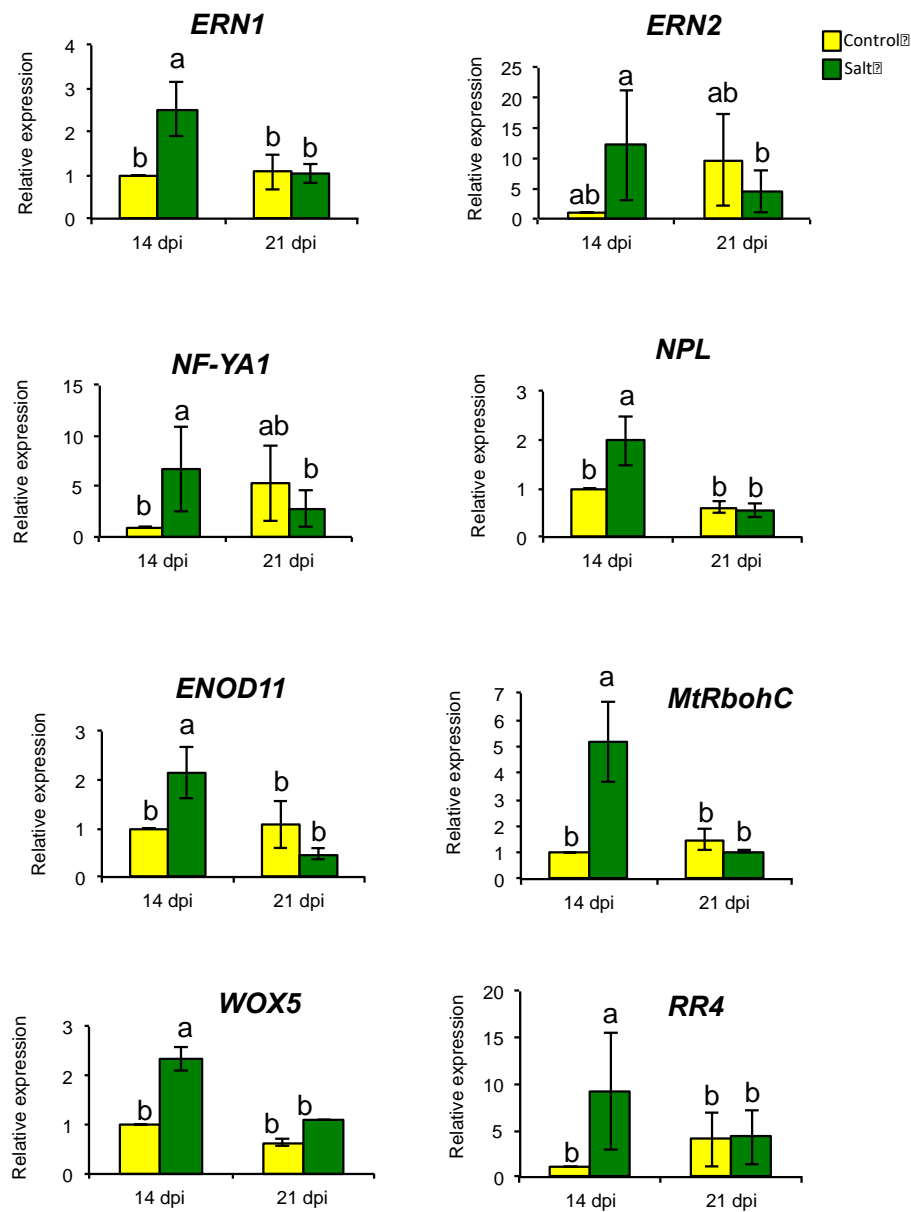 ERN1
4
3
2
1
0
Relative expression
b
a
b
b
14 dpi
21 dpi
ERN2
25
20
15
10
5
0
Relative expression
ab
a
ab
b
14 dpi
21 dpi
Control
Salt
NF-YA1
15
10
5
0
Relative expression
b
a
ab
b
14 dpi
21 dpi
NPL
3
2
1
0
Relative expression
b
a
b
b
14 dpi
21 dpi
ENOD11
3
2
1
0
Relative expression
b
a
b
b
14 dpi
21 dpi
MtRbohC
7
6
5
4
3
2
1
0
Relative expression
b
a
b
b
14 dpi
21 dpi
WOX5
3
2
1
0
Relative expression
b
a
b
b
14 dpi
21 dpi
RR4
20
15
10
5
0
Relative expression
b
a
b
b
14 dpi
21 dpi